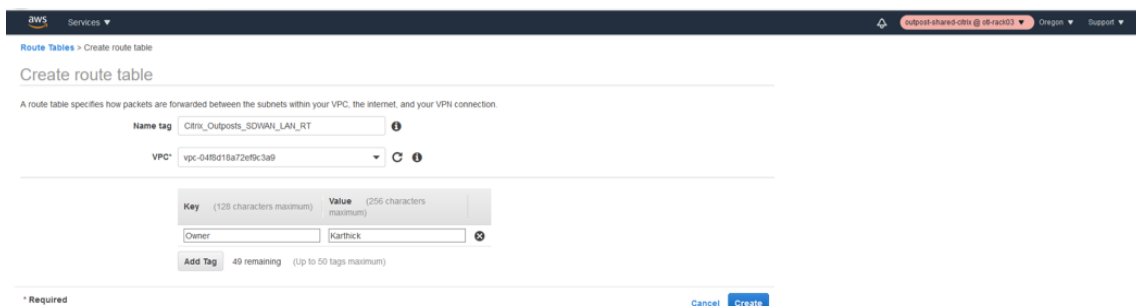 aws Services ▼ outpost-shared-citrix @ otl-rack03 ▼ Oregon ▼ Support ▼
Route Tables > Create route table
Create route table
A route table specifies how packets are forwarded between the subnets within your VPC, the internet, and your VPN connection.
Name tag Citrix_Outposts_SDWAN_LAN_RT
VPC* vpc-04f8d18a72ef9c3a9
Key (128 characters maximum) Value (256 characters
maximum)
Owner Karthick
Add Tag 49 remaining (Up to 50 tags maximum)
* Required Cancel Create